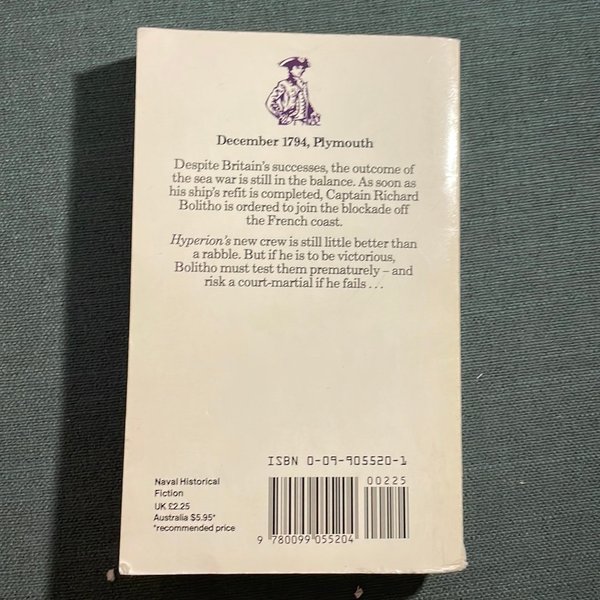 December 1794, Plymouth
Despite Britain's successes, the outcome of
the sea war is still in the balance. As soon as
his ship's refit is completed, Captain Richard
Bolitho is ordered to join the blockade off
the French coast.
Hyperion's new crew is still little better than
a rabble. But if he is to be victorious,
Bolitho must test them prematurely – and
risk a court-martial if he fails . . .
ISBN 0-09-905520-1
00225
Naval Historical
Fiction
UK £2.25
Australia $5.95*
*recommended price
9 780099 055204